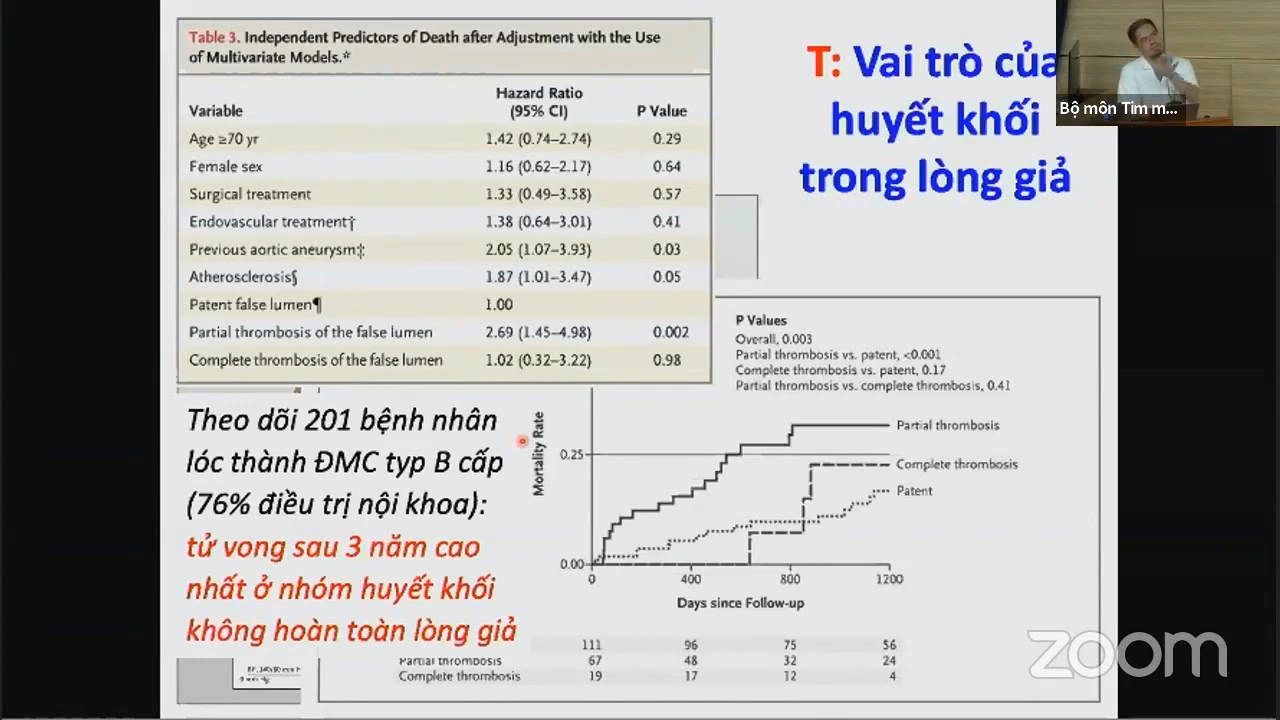 Table 3. Independent Predictors of Death after Adjustment with the Use
of Multivariate Models.*
Variable Hazard Ratio (95% CI) P Value
Age ≥70 yr 1.42 (0.74–2.74) 0.29
Female sex 1.16 (0.62–2.17) 0.64
Surgical treatment 1.33 (0.49–3.58) 0.57
Endovascular treatment† 1.38 (0.64–3.01) 0.41
Previous aortic aneurysm‡ 2.05 (1.07–3.93) 0.03
Atherosclerosis§ 1.87 (1.01–3.47) 0.05
Patent false lumen¶ 1.00
Partial thrombosis of the false lumen 2.69 (1.45–4.98) 0.002
Complete thrombosis of the false lumen 1.02 (0.32–3.22) 0.98
T: Vai trò của
huyết khối
trong lòng giả
Bộ môn Tim m...
Theo dõi 201 bệnh nhân
lóc thành ĐMC typ B cấp
(76% điều trị nội khoa):
tử vong sau 3 năm cao
nhất ở nhóm huyết khối
không hoàn toàn lòng giả
P Values
Overall, 0.003
Partial thrombosis vs. patent, <0.001
Complete thrombosis vs. patent, 0.17
Partial thrombosis vs. complete thrombosis, 0.41
Mortality Rate
0.25
0.00
Partial thrombosis
Complete thrombosis
Patent
0 400 800 1200
Days since Follow-up
111 96 75 56
Partial thrombosis 67 48 32 24
Complete thrombosis 19 17 12 4
zoom